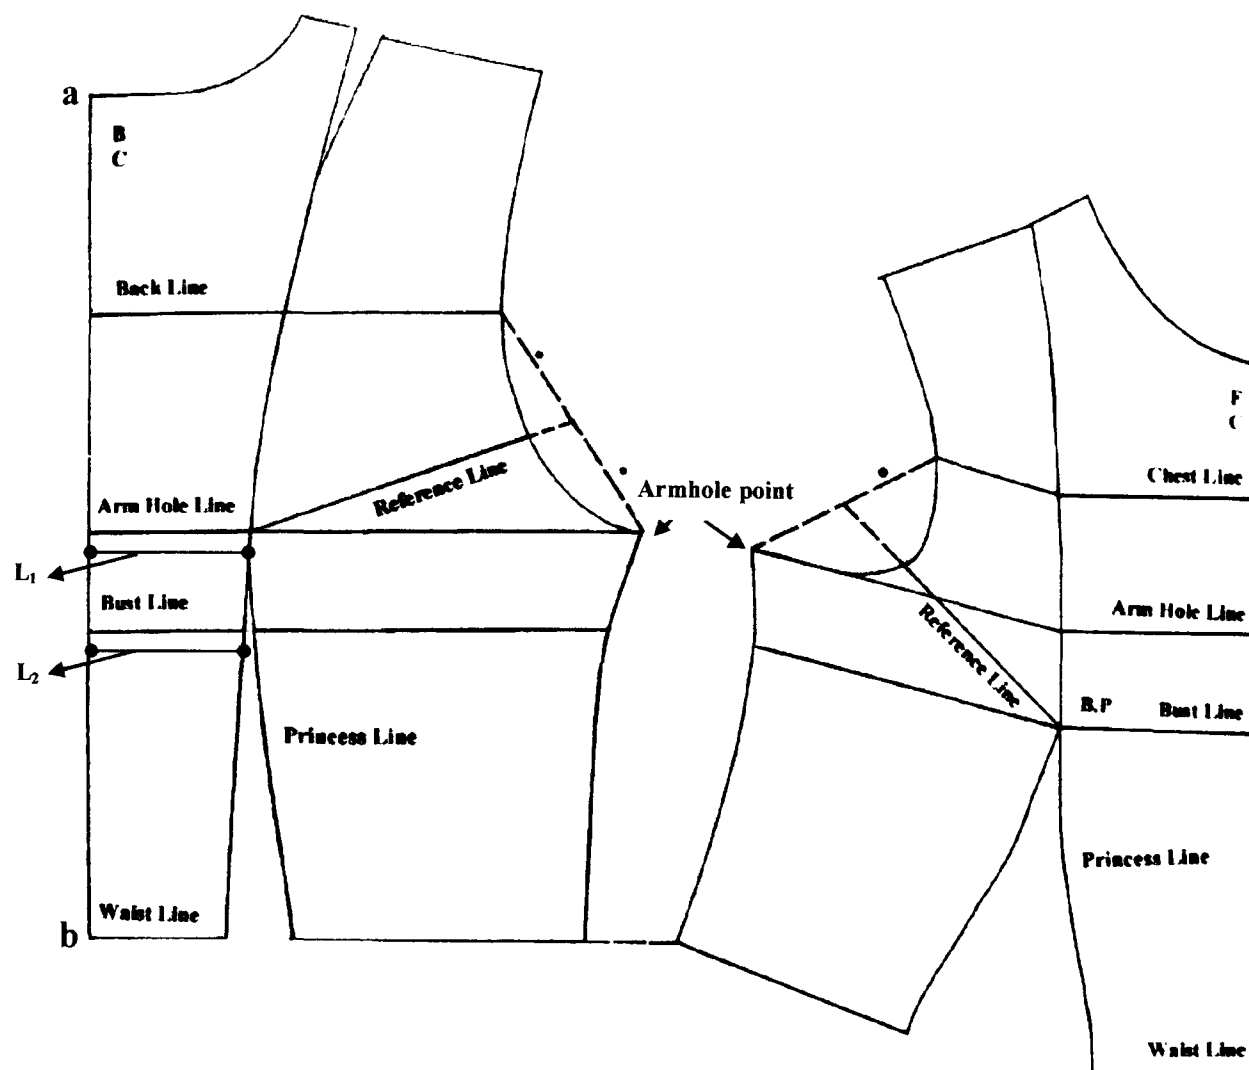 a
B
C
Back Line
Reference Line
Arm Hole Line
L1
Bust Line
L2
Princess Line
Waist Line
b
Armhole point
F
C
Chest Line
Arm Hole Line
Reference Line
B.P
Bust Line
Princess Line
Waist Line